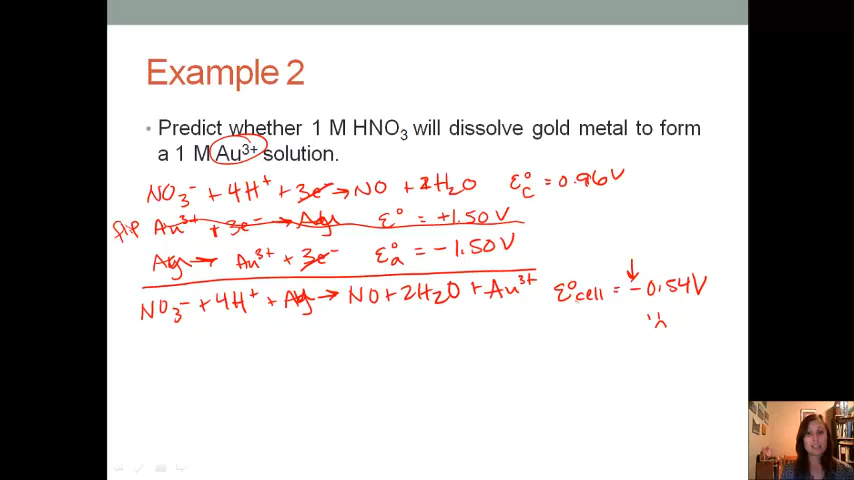 Example 2
• Predict whether 1 M HNO₃ will dissolve gold metal to form
a 1 M Au³⁺ solution.
NO₃⁻ + 4H⁺ + 3e⁻ → NO + 2H₂O ε°c = 0.96V
flip Au³⁺ + 3e⁻ → Au ε° = +1.50 V
Au → Au³⁺ + 3e⁻ ε°a = -1.50V
NO₃⁻ + 4H⁺ + Au → NO + 2H₂O + Au³⁺ ε°cell = -0.54V